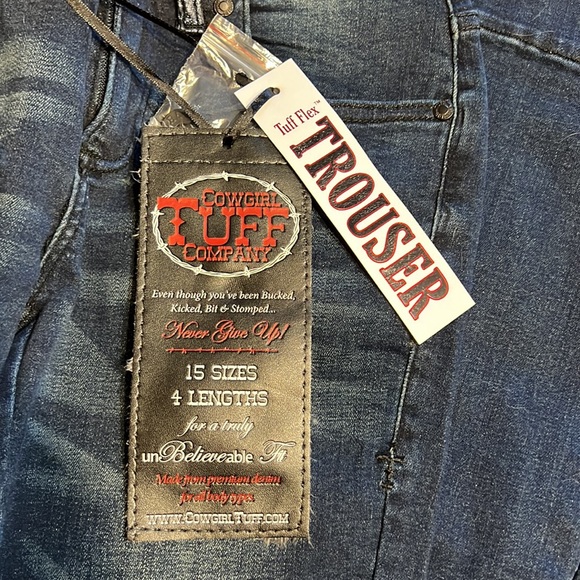 Tuff Flex™
TROUSER
COWGIRL
TUFF
COMPANY
Even though you've been Bucked,
Kicked, Bit & Stomped...
Never Give Up!
15 SIZES
4 LENGTHS
for a truly
unBelieveable Fit
Made from premium denim
for all body types.
WWW.COWGIRLTUFF.COM